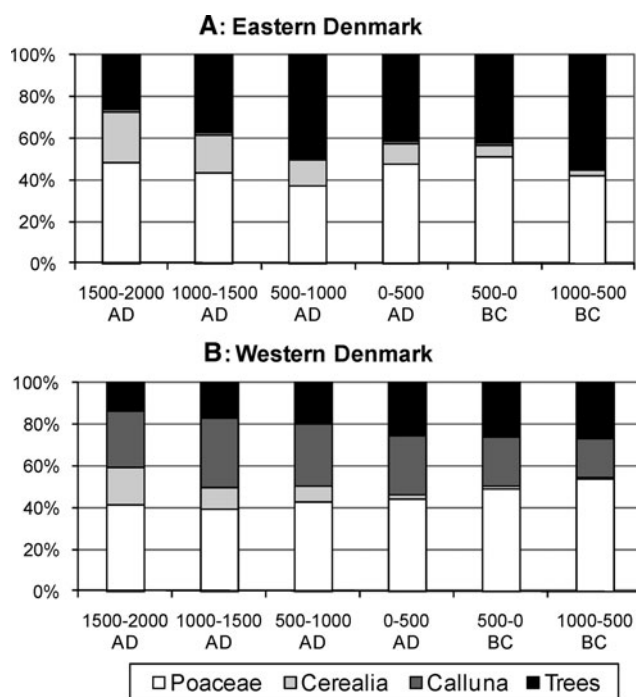 A: Eastern Denmark
100%
80%
60%
40%
20%
0%
1500-2000 1000-1500 500-1000 0-500 500-0 1000-500
AD AD AD AD BC BC
B: Western Denmark
100%
80%
60%
40%
20%
0%
1500-2000 1000-1500 500-1000 0-500 500-0 1000-500
AD AD AD AD BC BC
Poaceae Cerealia Calluna Trees